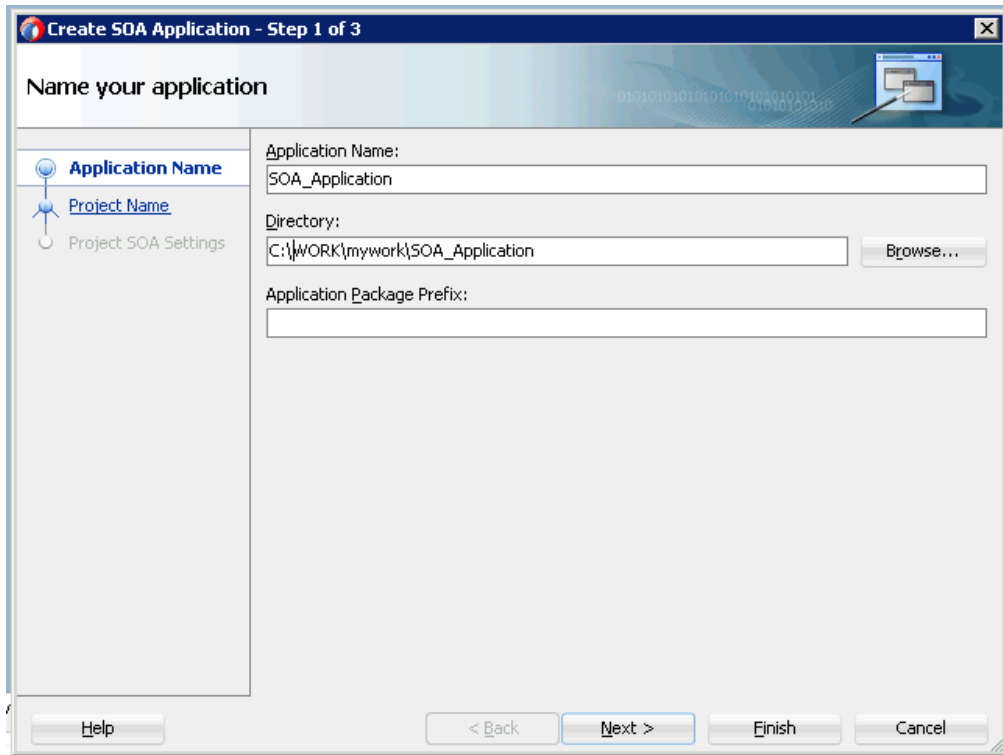 Create SOA Application - Step 1 of 3
Name your application
Application Name
Project Name
Project SOA Settings
Application Name:
SOA_Application
Directory:
C:\WORK\mywork\SOA_Application
Browse...
Application Package Prefix:
Help
< Back
Next >
Finish
Cancel